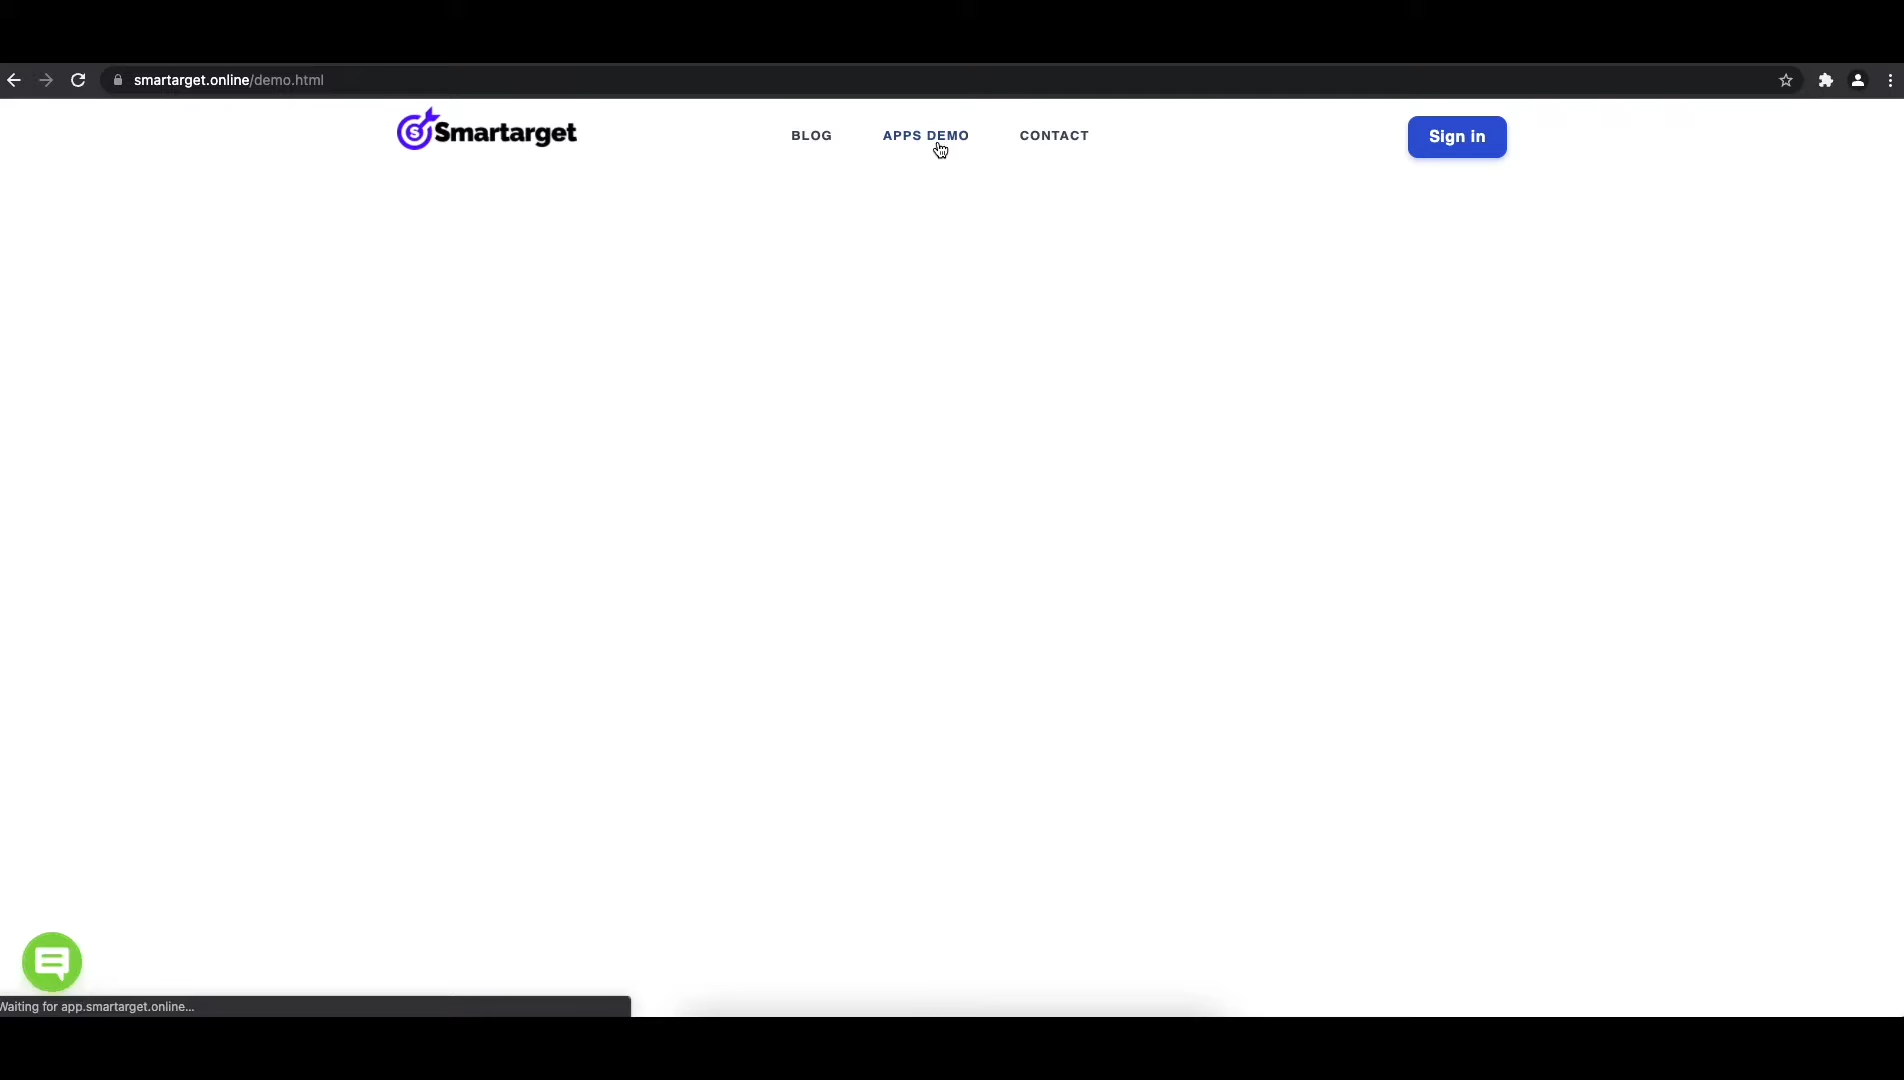 smartarget.online/demo.html
Smartarget
BLOG
APPS DEMO
CONTACT
Sign in
Waiting for app.smartarget.online...